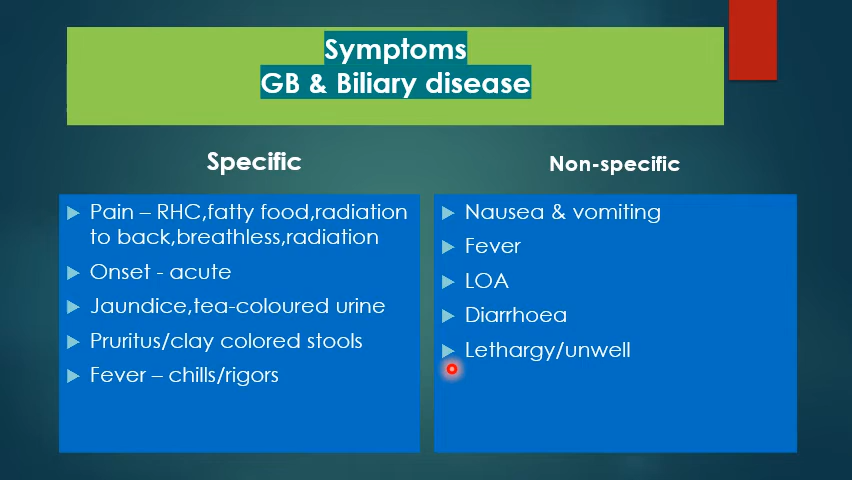 Symptoms
GB & Biliary disease
Specific
Pain – RHC,fatty food,radiation
to back,breathless,radiation
Onset - acute
Jaundice,tea-coloured urine
Pruritus/clay colored stools
Fever – chills/rigors
Non-specific
Nausea & vomiting
Fever
LOA
Diarrhoea
Lethargy/unwell